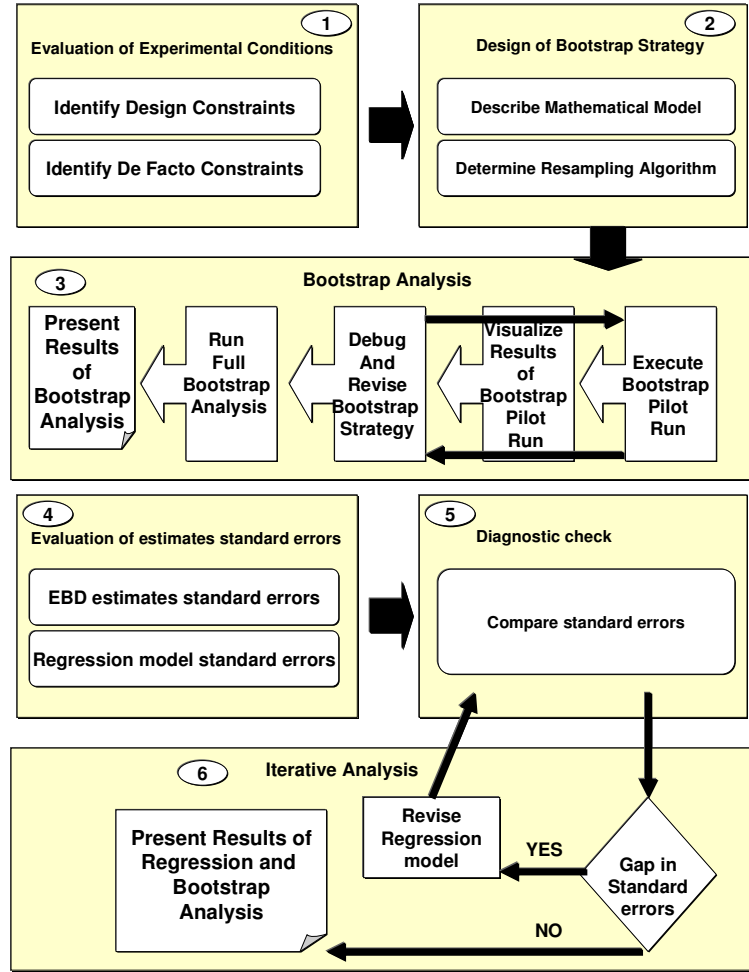 1
Evaluation of Experimental Conditions
Identify Design Constraints
Identify De Facto Constraints
2
Design of Bootstrap Strategy
Describe Mathematical Model
Determine Resampling Algorithm
3
Bootstrap Analysis
Present
Results
of
Bootstrap
Analysis
Run
Full
Bootstrap
Analysis
Debug
And
Revise
Bootstrap
Strategy
Visualize
Results
of
Bootstrap
Pilot
Run
Execute
Bootstrap
Pilot
Run
4
Evaluation of estimates standard errors
EBD estimates standard errors
Regression model standard errors
5
Diagnostic check
Compare standard errors
6
Iterative Analysis
Present Results of
Regression and
Bootstrap
Analysis
Revise
Regression
model
YES
Gap in
Standard
errors
NO